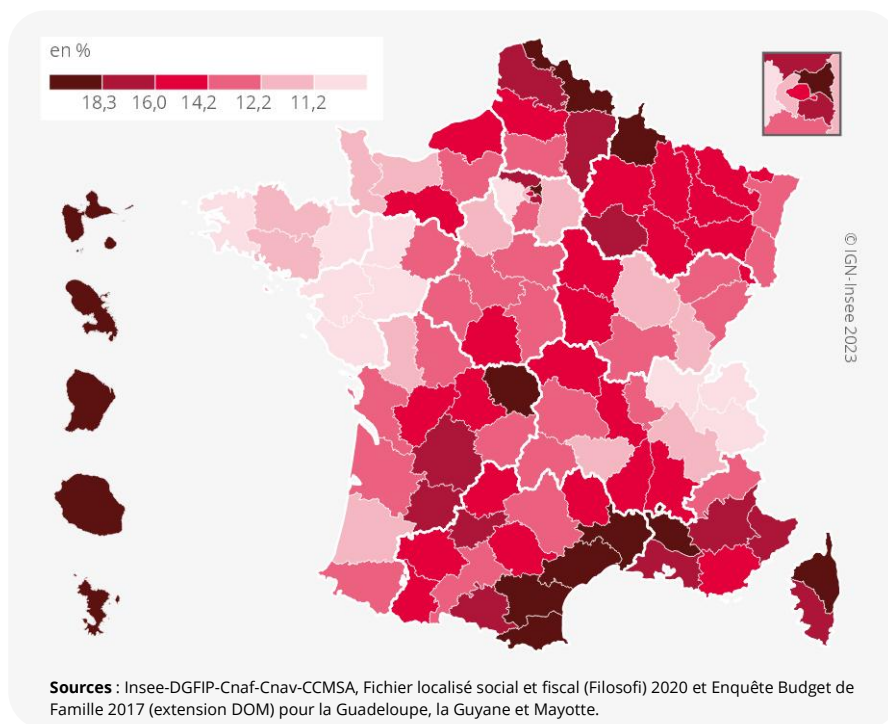 en %
18,3 16,0 14,2 12,2 11,2
© IGN-Insee 2023
Sources : Insee-DGFIP-Cnaf-Cnav-CCMSA, Fichier localisé social et fiscal (Filosofi) 2020 et Enquête Budget de
Famille 2017 (extension DOM) pour la Guadeloupe, la Guyane et Mayotte.